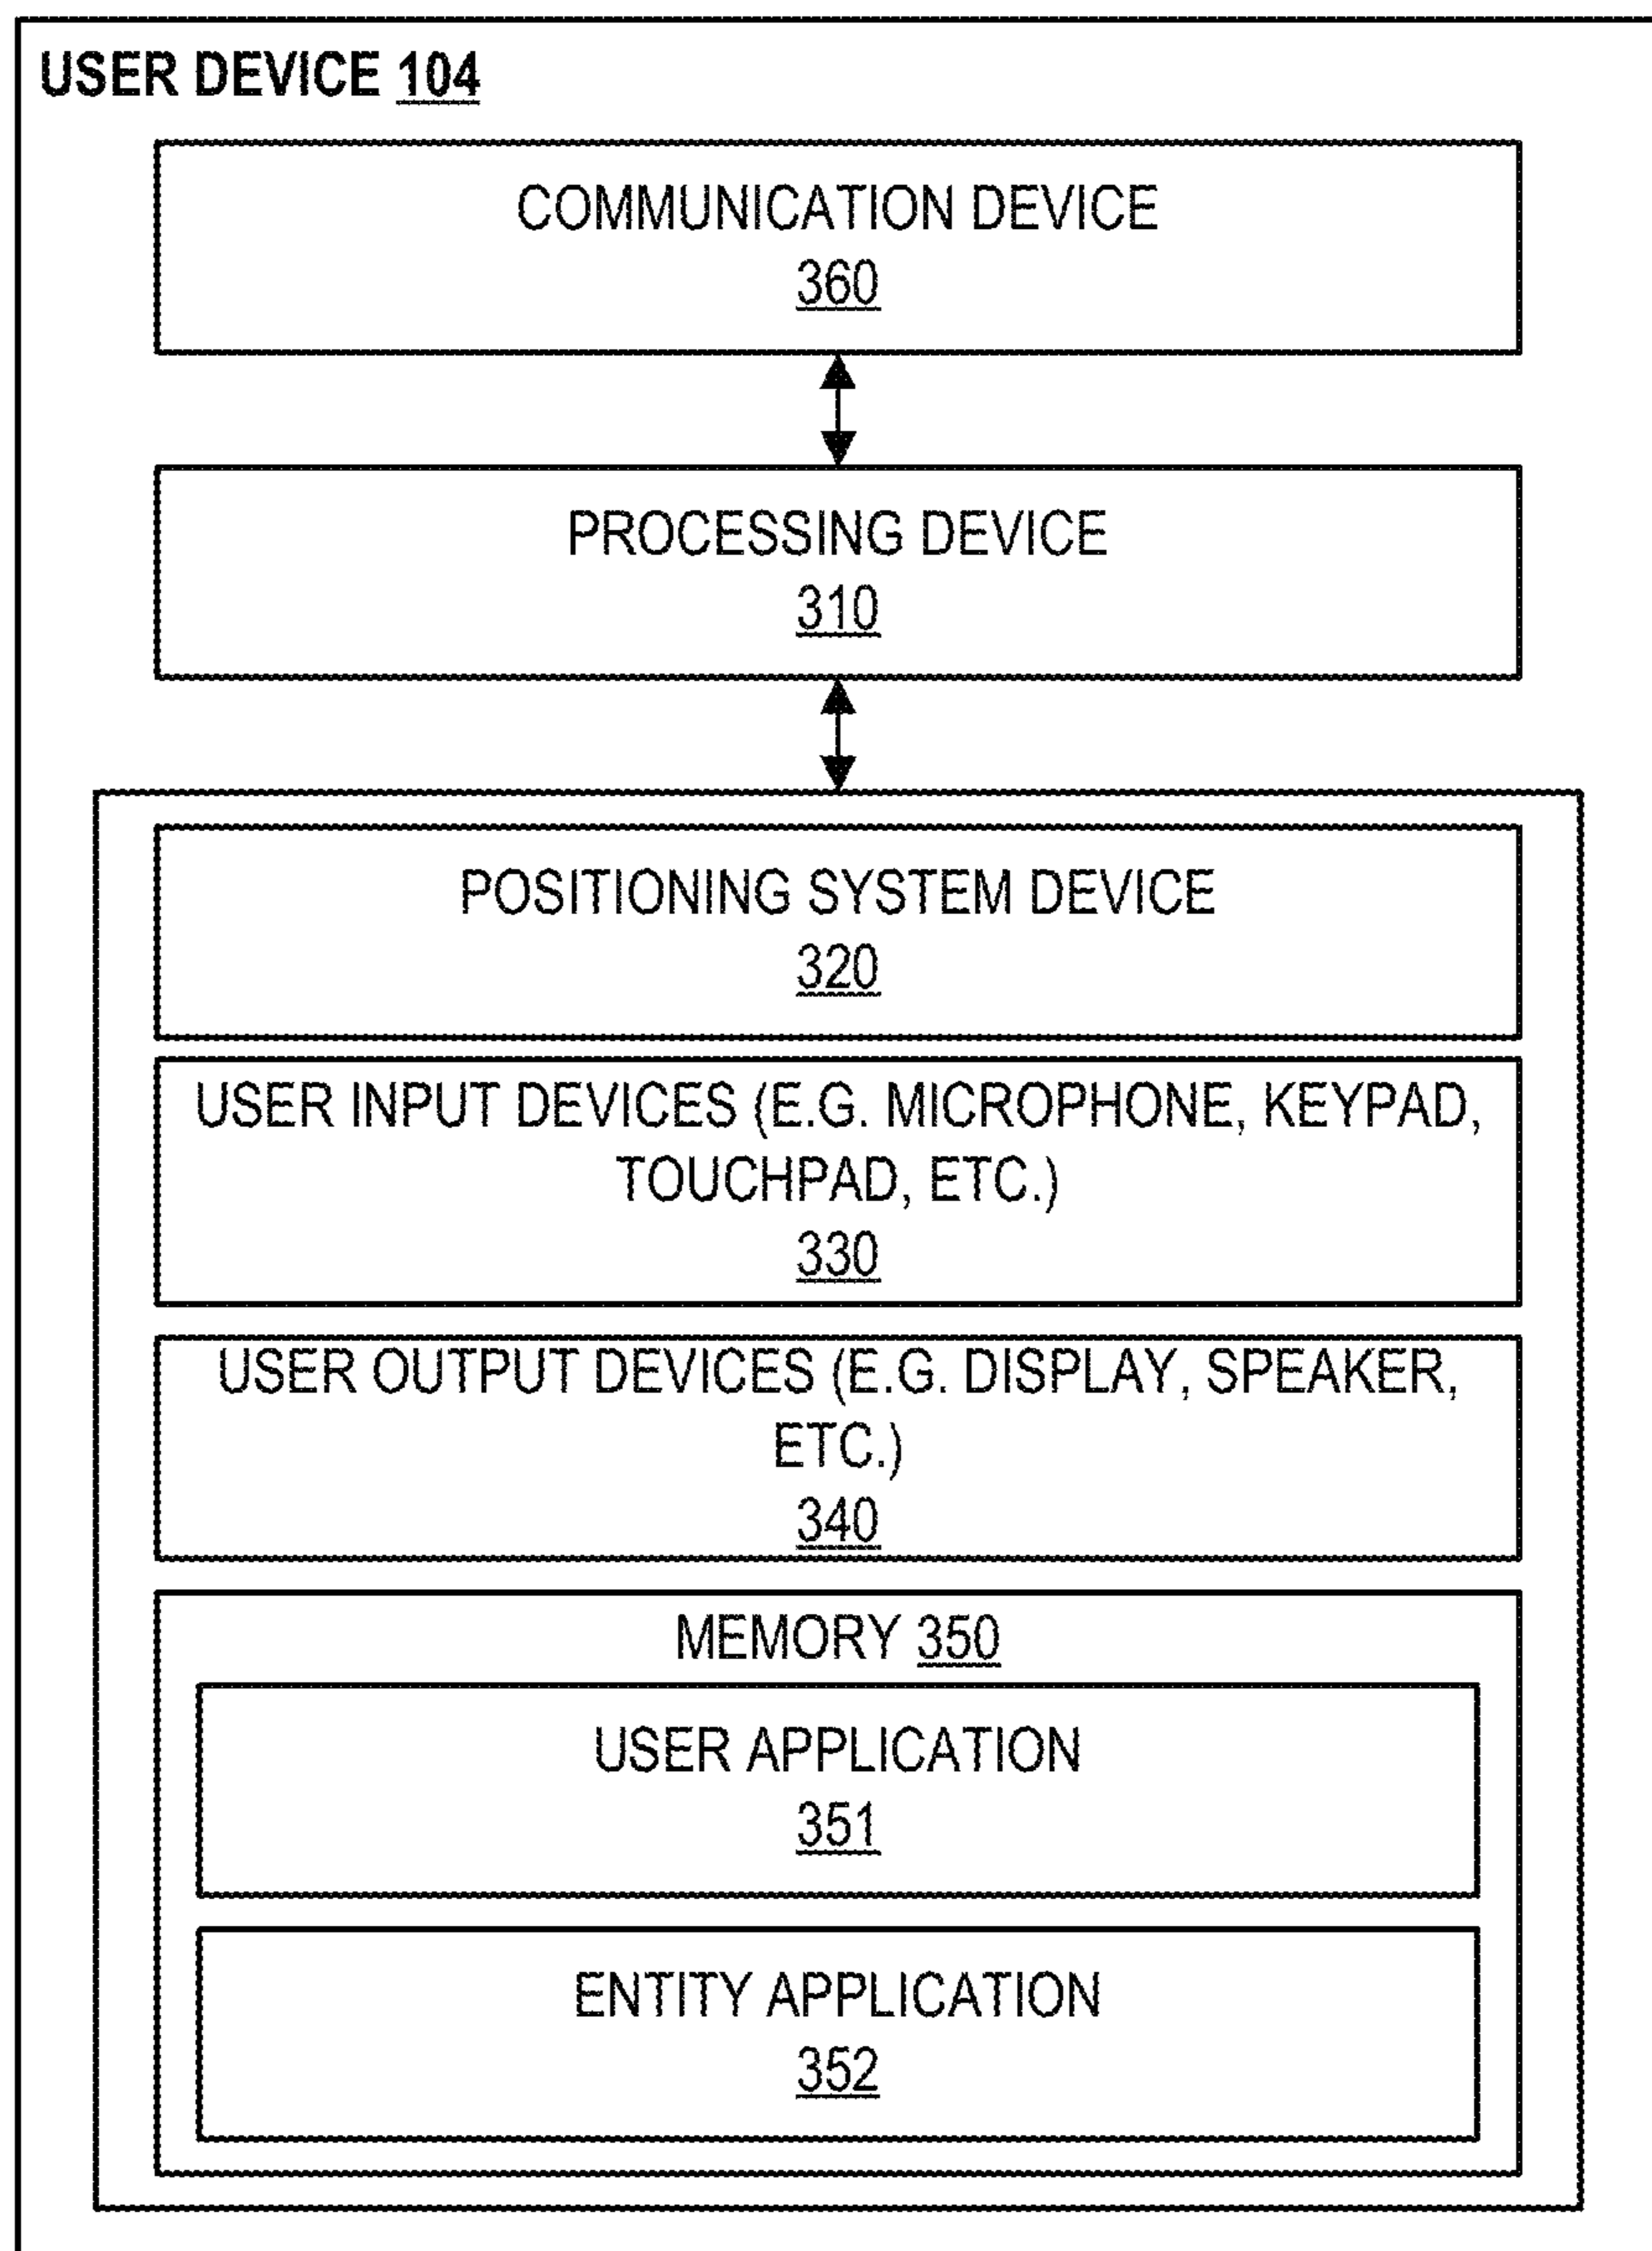 USER DEVICE 104
COMMUNICATION DEVICE
360
PROCESSING DEVICE
310
POSITIONING SYSTEM DEVICE
320
USER INPUT DEVICES (E.G. MICROPHONE, KEYPAD,
TOUCHPAD, ETC.)
330
USER OUTPUT DEVICES (E.G. DISPLAY, SPEAKER,
ETC.)
340
MEMORY 350
USER APPLICATION
351
ENTITY APPLICATION
352